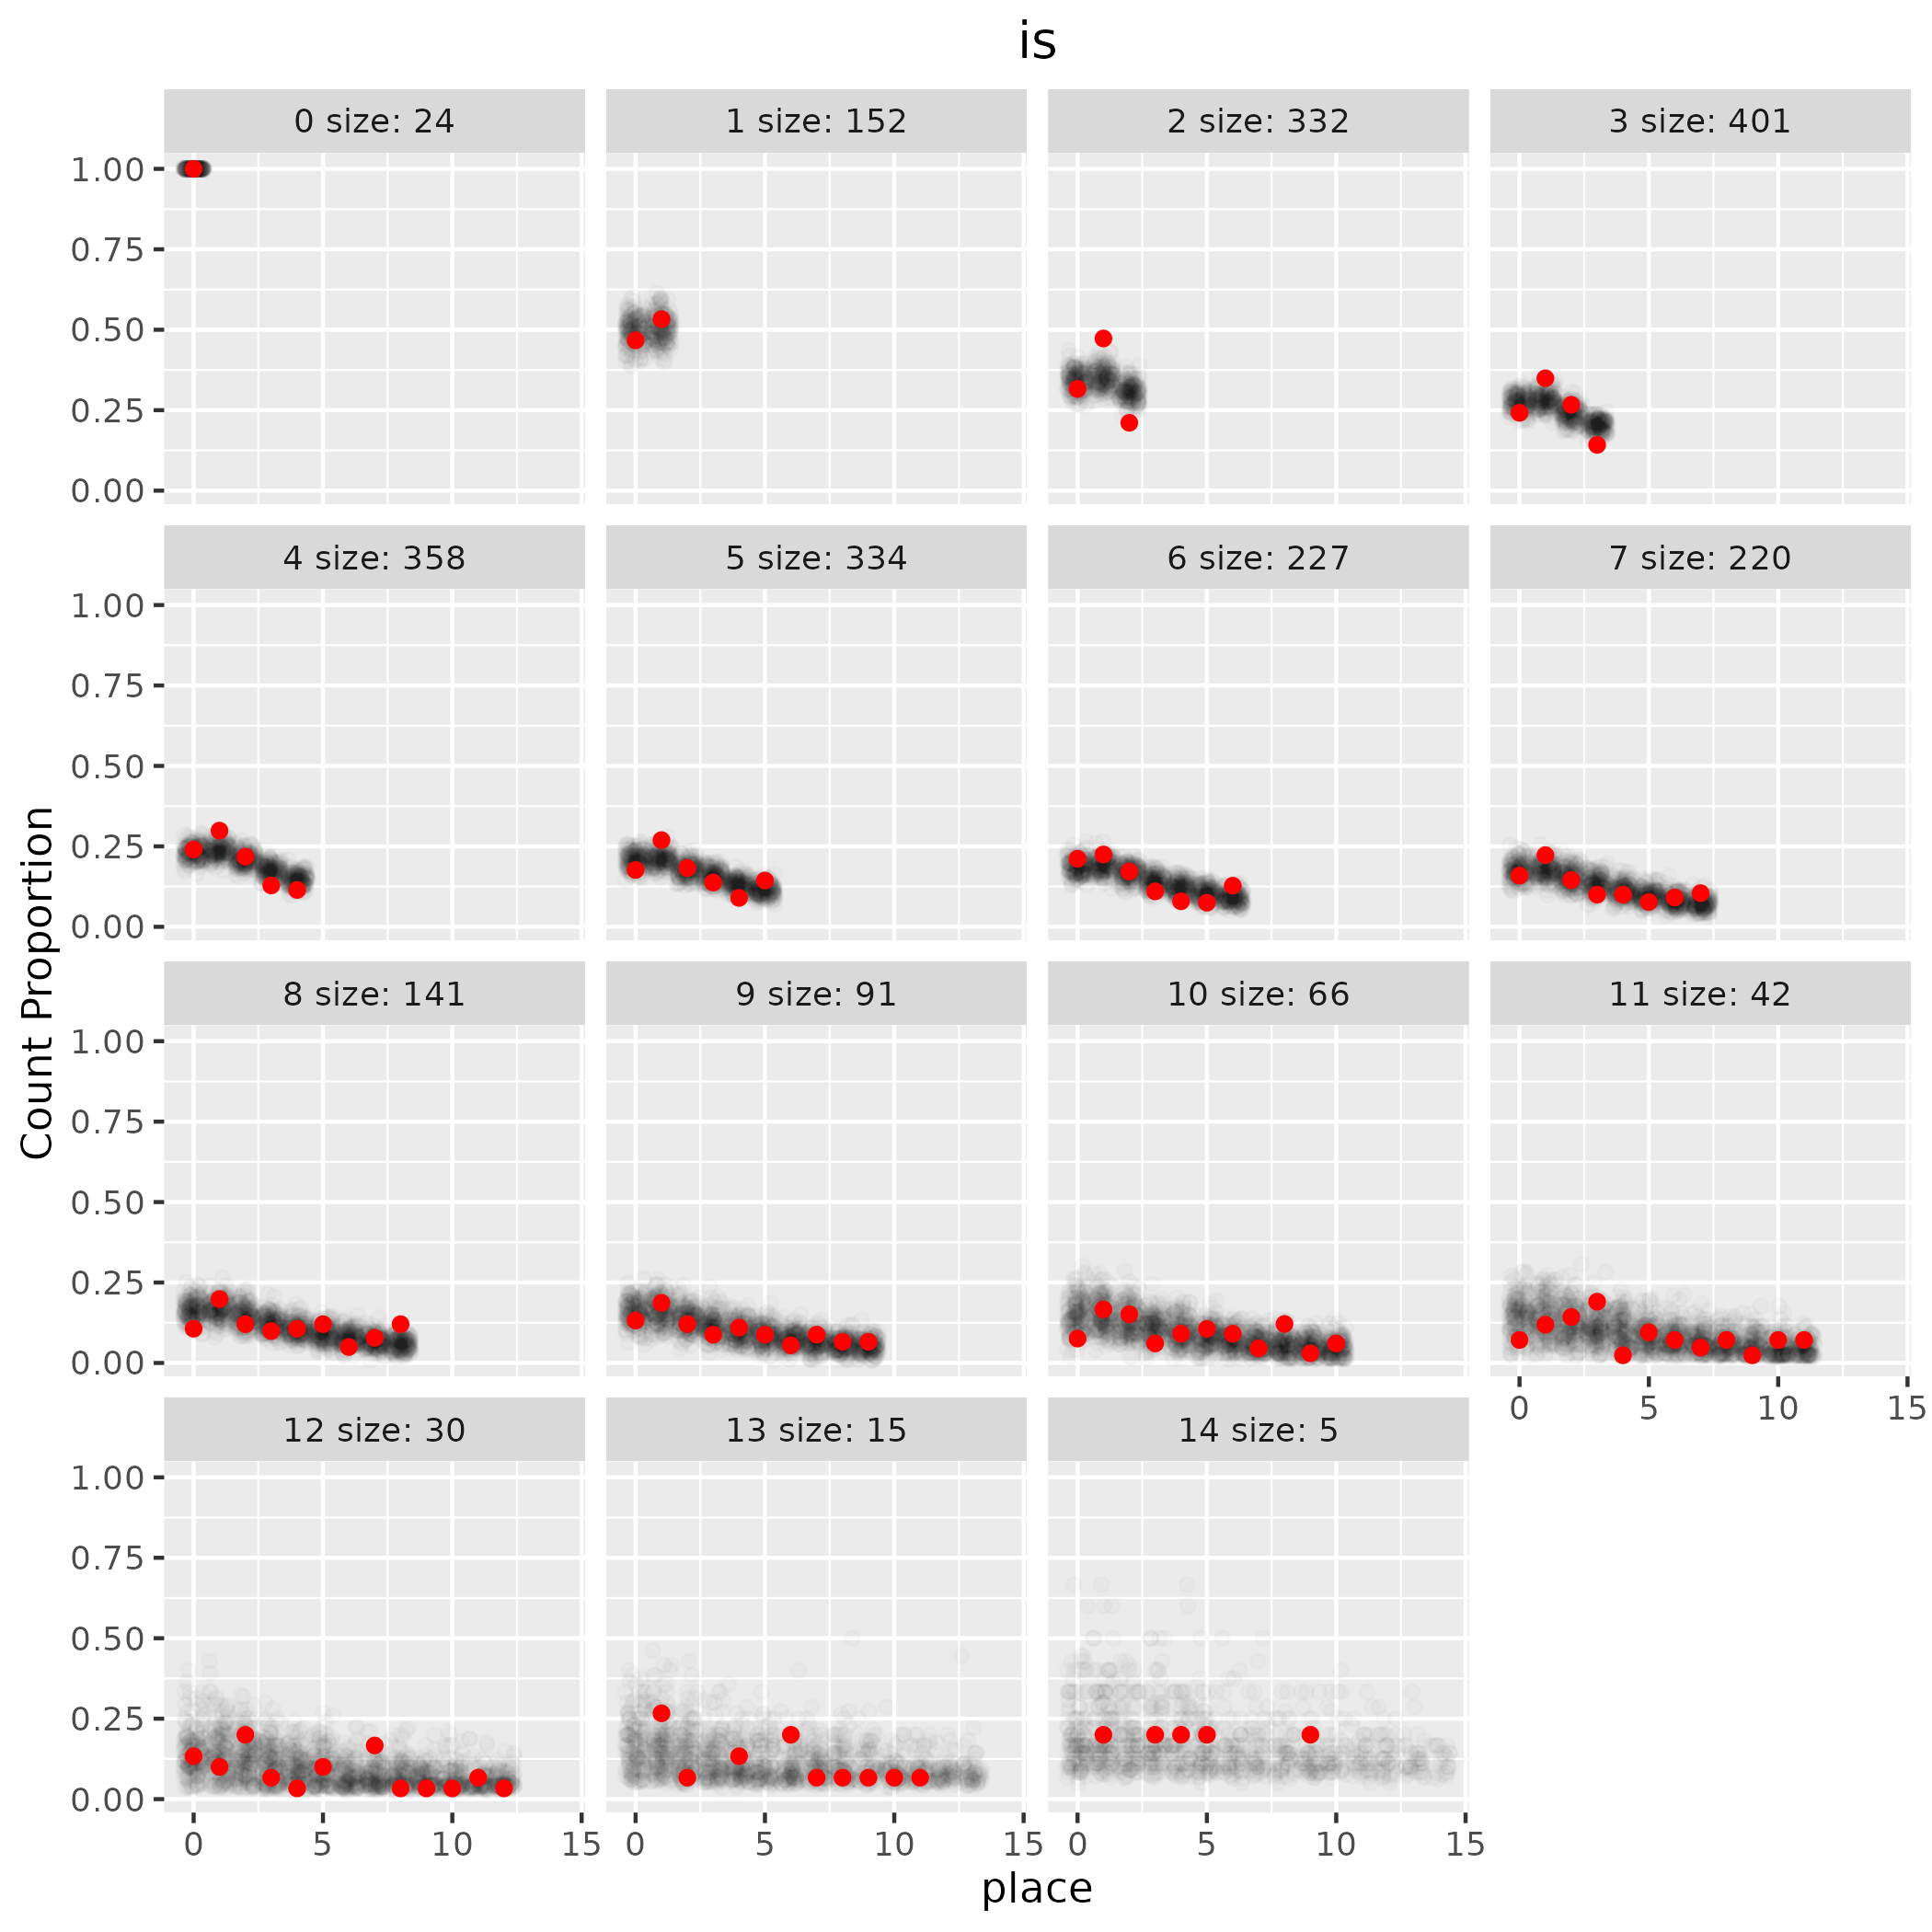 is
0 size: 24
1 size: 152
2 size: 332
3 size: 401
1.00
0.75
0.50
0.25
0.00
4 size: 358
5 size: 334
6 size: 227
7 size: 220
1.00
0.75
0.50
0.25
0.00
Count Proportion
8 size: 141
9 size: 91
10 size: 66
11 size: 42
1.00
0.75
0.50
0.25
0.00
0 5 10 15
12 size: 30
13 size: 15
14 size: 5
1.00
0.75
0.50
0.25
0.00
0 5 10 15
0 5 10 15
0 5 10 15
place